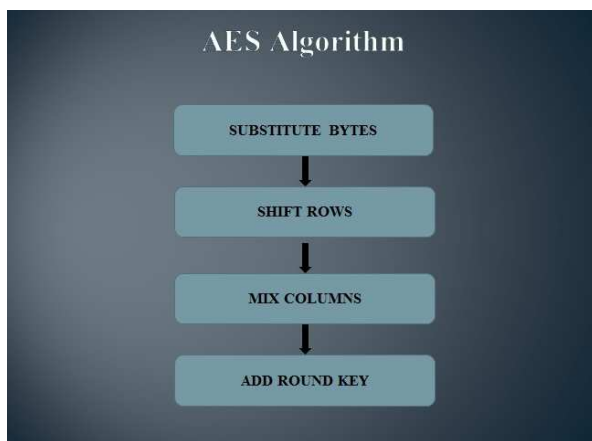 AES Algorithm
SUBSTITUTE BYTES
SHIFT ROWS
MIX COLUMNS
ADD ROUND KEY